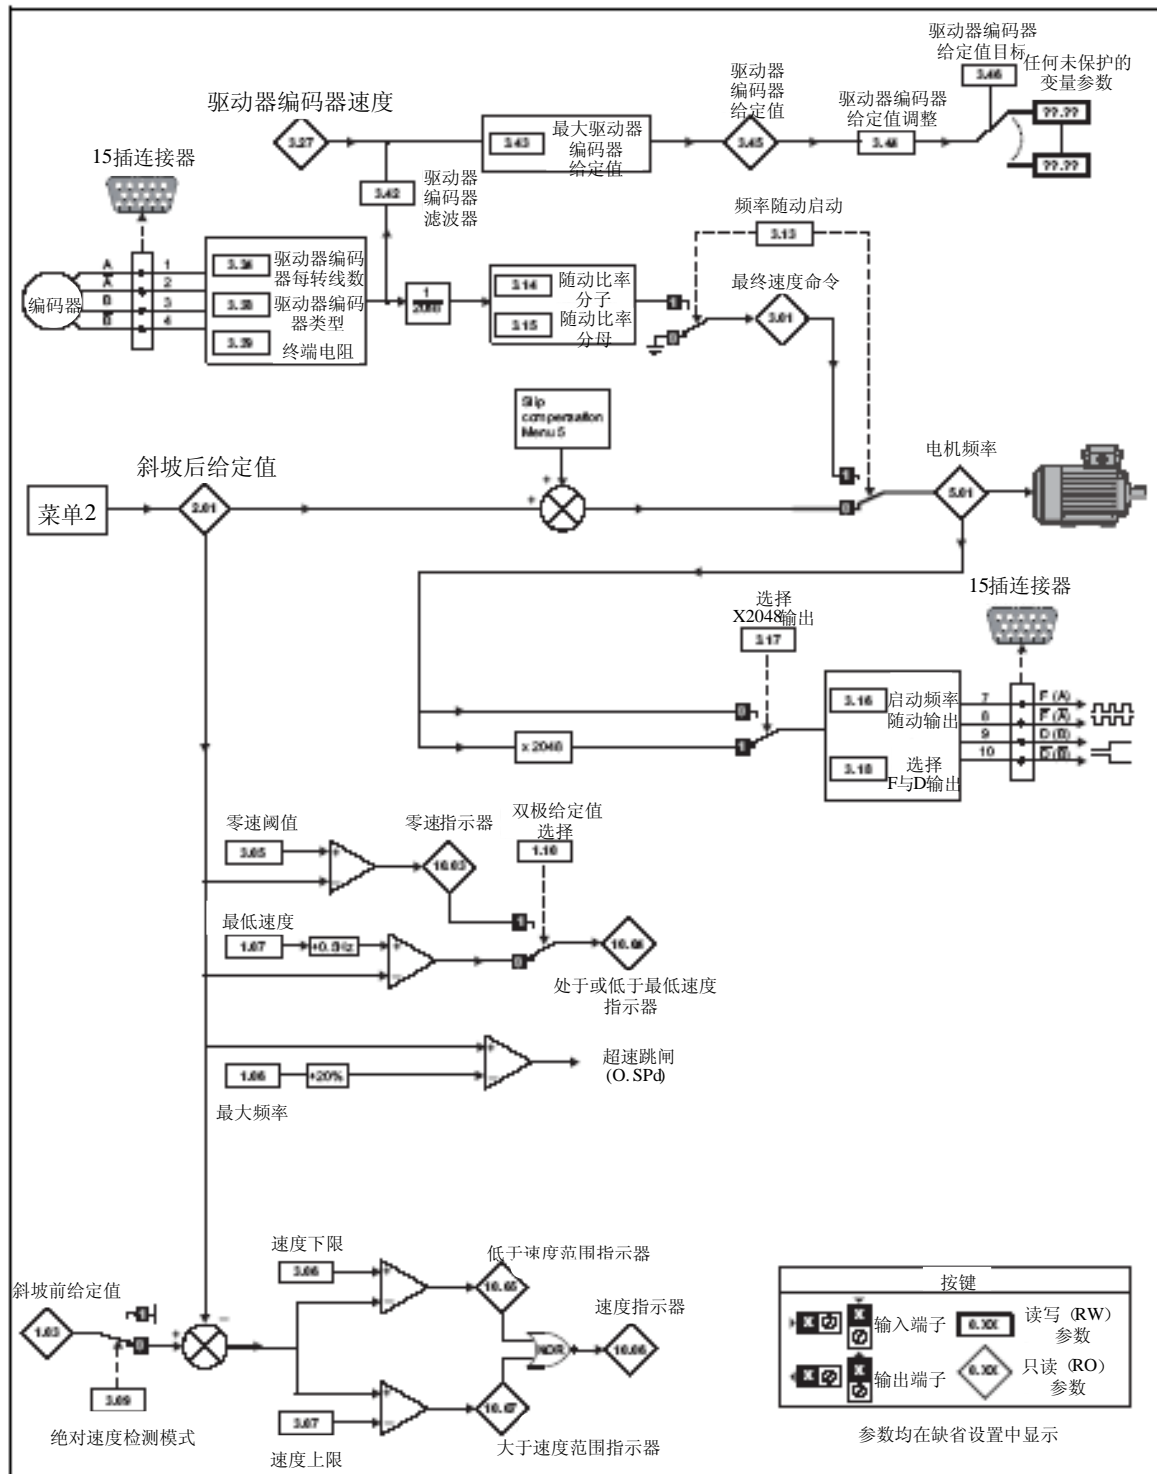 驱动器编码器
给定值目标
3.46
任何未保护的
变量参数
??.??
??.??
驱动器编码器速度
3.27
3.43
最大驱动器
编码器
给定值
驱动器
编码器
给定值
3.45
驱动器编码器
给定值调整
3.44
15插连接器
3.42
驱动器
编码器
滤波器
频率随动启动
3.13
编码器
A
A
B
B
1
2
3
4
3.34
驱动器编码
器每转线数
驱动器编码
器类型
3.39
终端电阻
1
2048
3.14
随动比率
分子
3.15
随动比率
分母
1
0
最终速度命令
3.01
Slip
compensation
Menu 5
斜坡后给定值
菜单2
2.01
+
+
1
0
电机频率
5.01
15插连接器
选择
X2048输出
3.17
0
1
x 2048
3.16
启动频率
随动输出
3.18
选择
F与D输出
7
8
9
10
F (A)
F (A)
D (B)
D (B)
零速阈值
3.05
+
−
零速指示器
10.03
双极给定值
选择
1.10
1
0
最低速度
1.07
+0.5Hz
+
−
10.04
处于或低于最低速度
指示器
+
−
1.06
+20%
最大频率
超速跳闸
(O. SPd)
速度下限
3.06
+
−
低于速度范围指示器
10.05
速度指示器
NOR
10.06
斜坡前给定值
1.03
1
0
+
−
3.09
绝对速度检测模式
3.07
+
−
速度上限
10.07
大于速度范围指示器
按键
X
输入端子
X
0.XX
读写 (RW)
参数
X
输出端子
X
0.XX
只读 (RO)
参数
参数均在缺省设置中显示